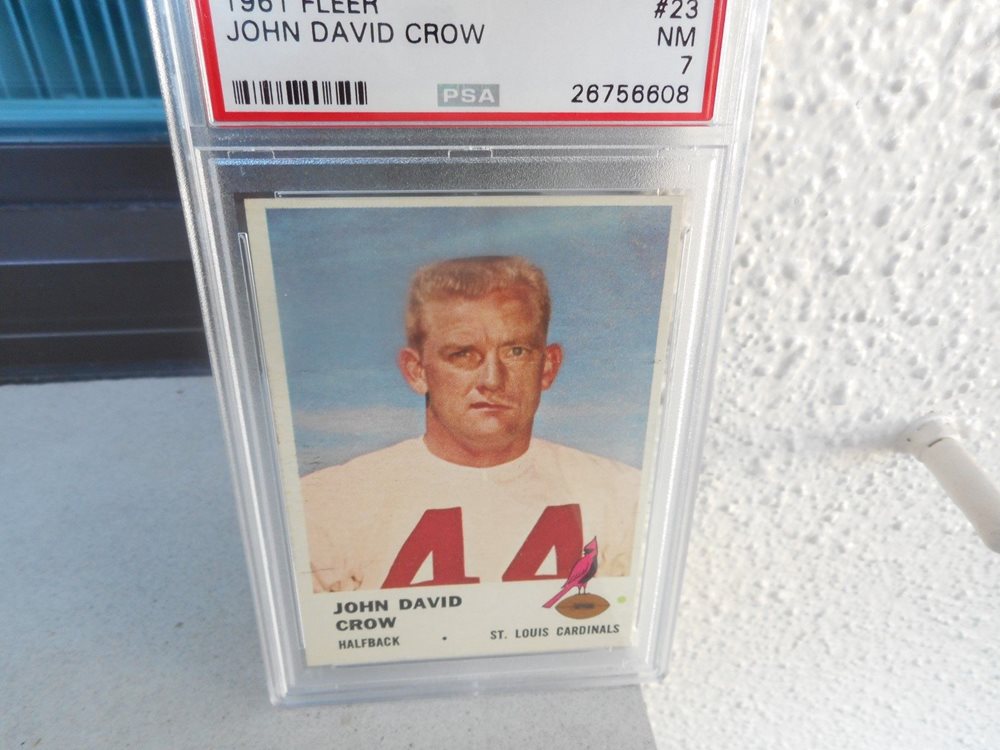 1961 FLEER #23
JOHN DAVID CROW NM
7
PSA 26756608
44
JOHN DAVID
CROW
HALFBACK • ST. LOUIS CARDINALS